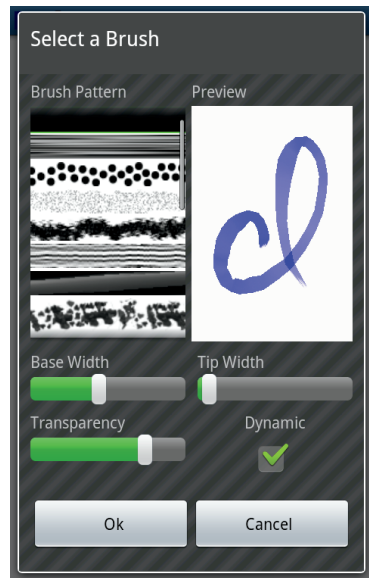 Select a Brush
Brush Pattern Preview
Base Width Tip Width
Transparency Dynamic
Ok Cancel